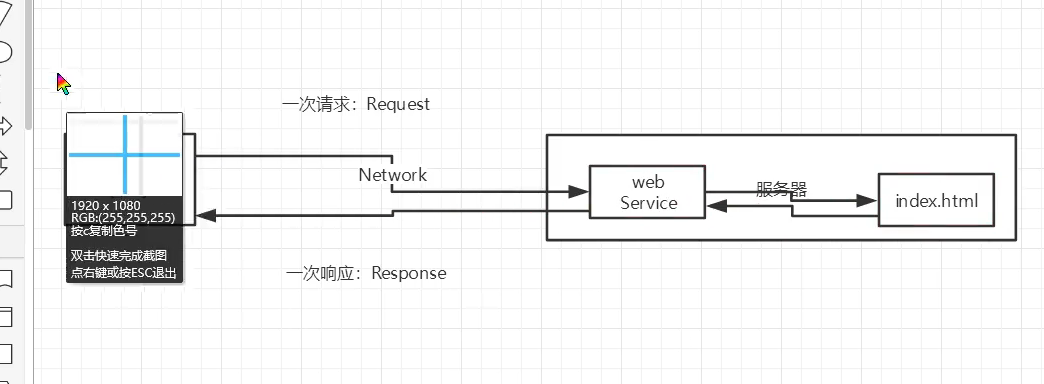 一次请求：Request
Network
web
Service
服务器
index.html
1920 x 1080
RGB:(255,255,255)
按c复制色号
双击快速完成截图
点右键或按ESC退出
一次响应：Response